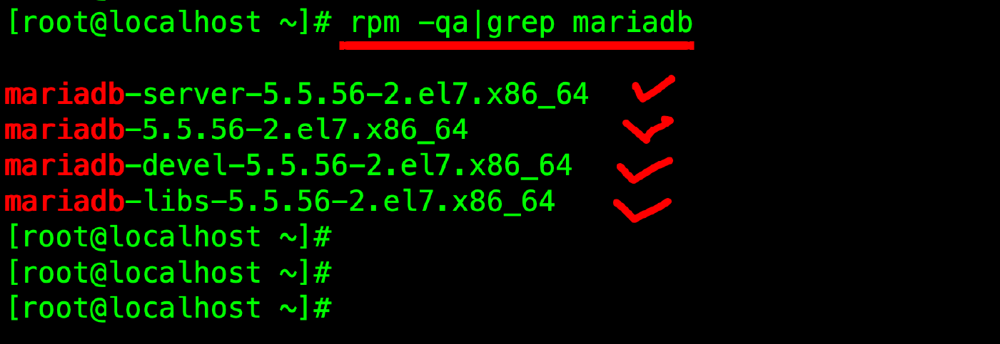 [root@localhost ~]# rpm -qa|grep mariadb
mariadb-server-5.5.56-2.el7.x86_64
mariadb-5.5.56-2.el7.x86_64
mariadb-devel-5.5.56-2.el7.x86_64
mariadb-libs-5.5.56-2.el7.x86_64
[root@localhost ~]#
[root@localhost ~]#
[root@localhost ~]#